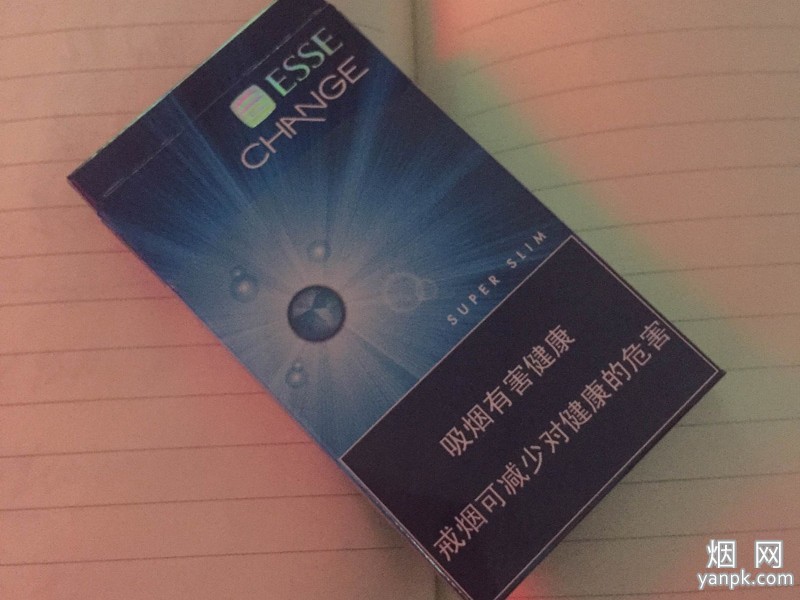 ESSE
CHANGE
SUPER SLIM
吸烟有害健康
戒烟可减少对健康的危害
烟 网
yanpk.com